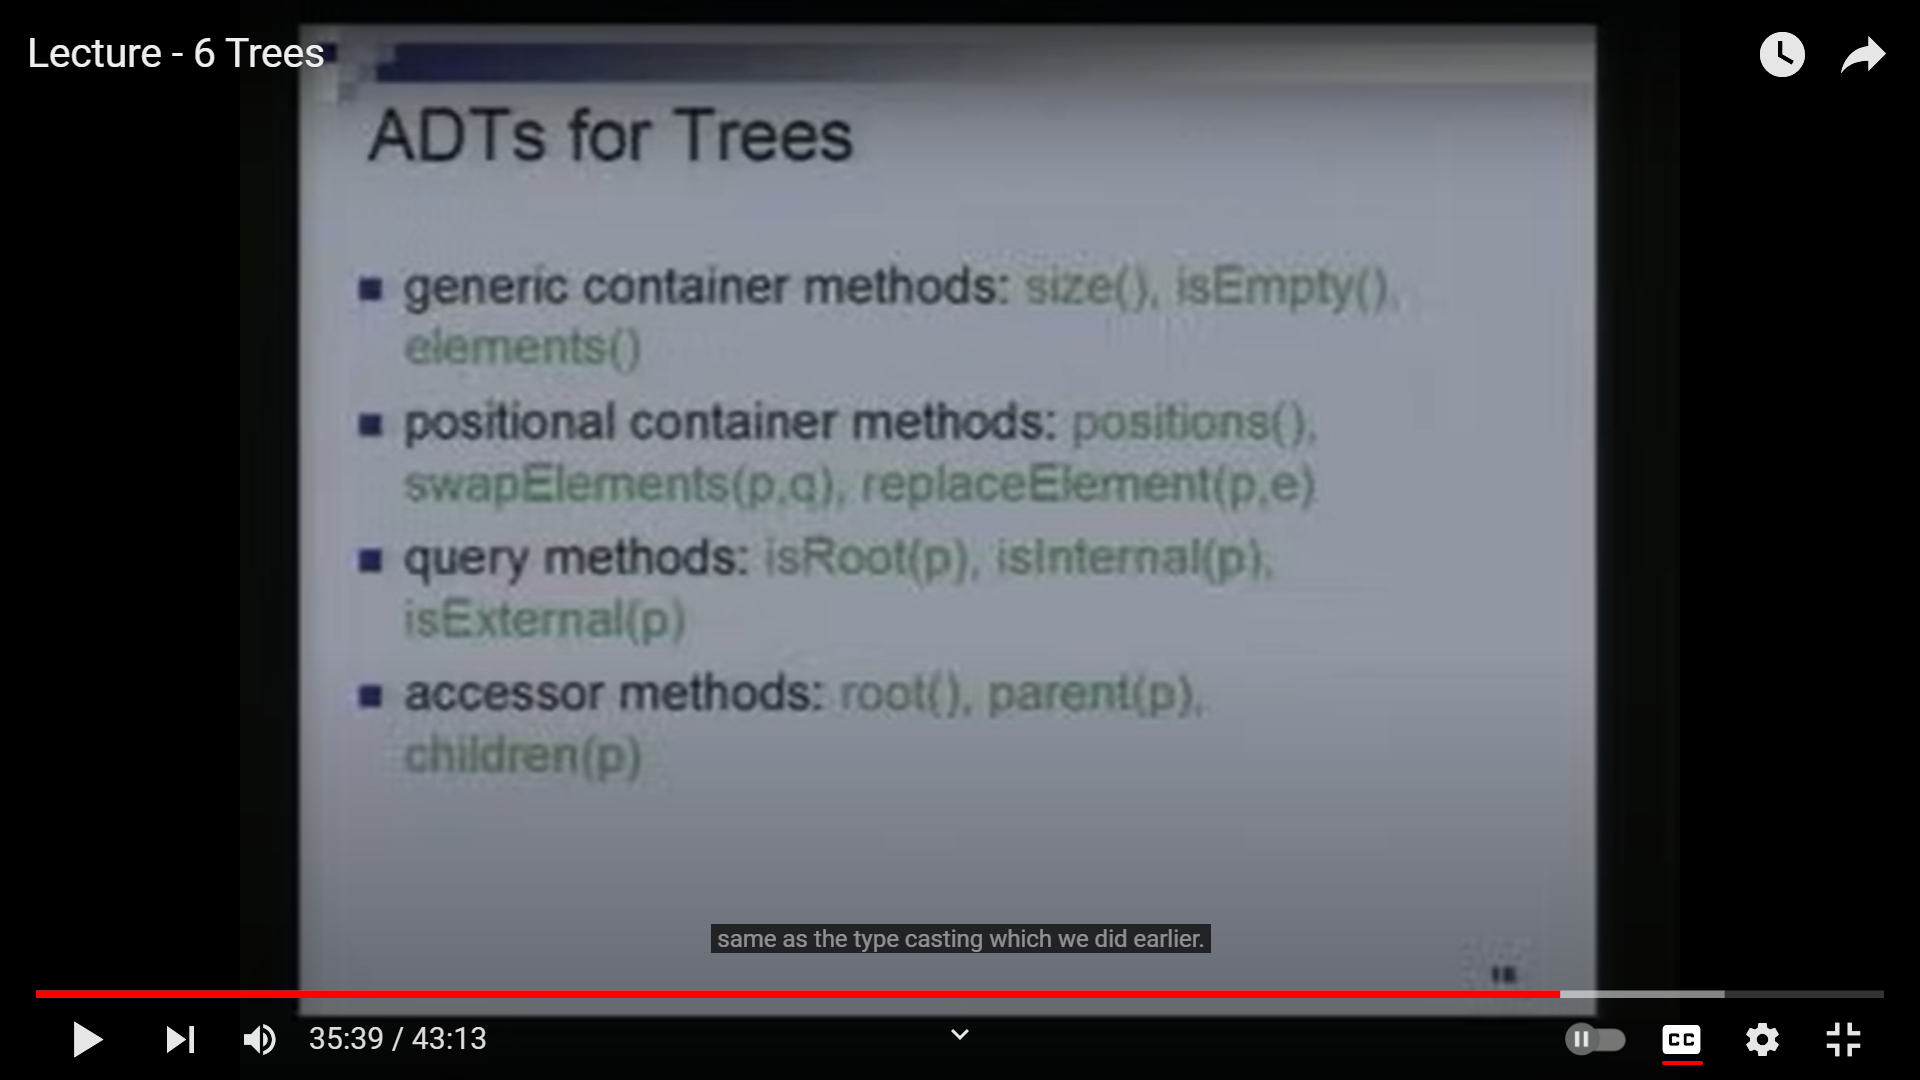 Lecture - 6 Trees
ADTs for Trees
generic container methods: size(), isEmpty(),
elements()
positional container methods: positions(),
swapElements(p,q), replaceElement(p,e)
query methods: isRoot(p), isInternal(p),
isExternal(p)
accessor methods: root(), parent(p),
children(p)
same as the type casting which we did earlier.
35:39 / 43:13
CC